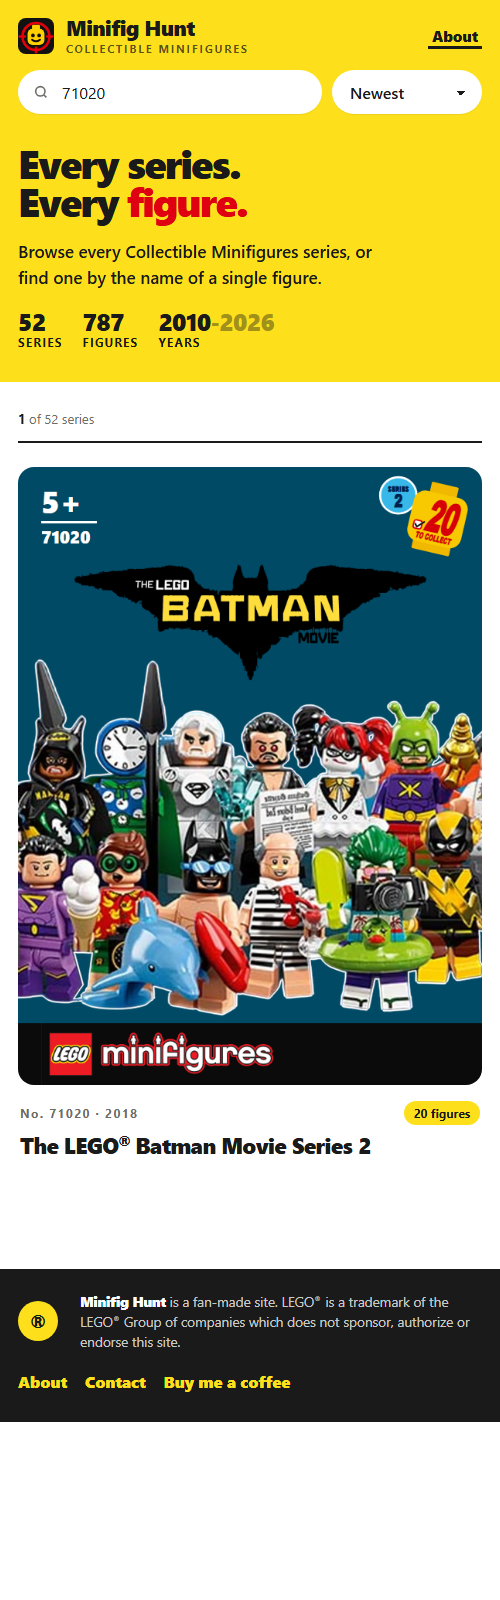 Minifig Hunt
COLLECTIBLE MINIFIGURES
About
71020
Newest
Every series.
Every figure.
Browse every Collectible Minifigures series, or
find one by the name of a single figure.
52 787 2010-2026
SERIES FIGURES YEARS
1 of 52 series
5+
71020
SERIES
2
20
TO COLLECT
THE LEGO
BATMAN
MOVIE
LEGO minifigures
No. 71020 · 2018
20 figures
The LEGO® Batman Movie Series 2
®
Minifig Hunt is a fan-made site. LEGO® is a trademark of the
LEGO® Group of companies which does not sponsor, authorize or
endorse this site.
About Contact Buy me a coffee